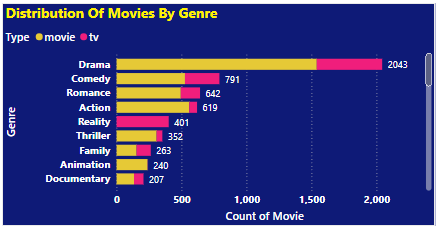 Distribution Of Movies By Genre
Type movie tv
Genre
Drama 2043
Comedy 791
Romance 642
Action 619
Reality 401
Thriller 352
Family 263
Animation 240
Documentary 207
0 500 1,000 1,500 2,000
Count of Movie